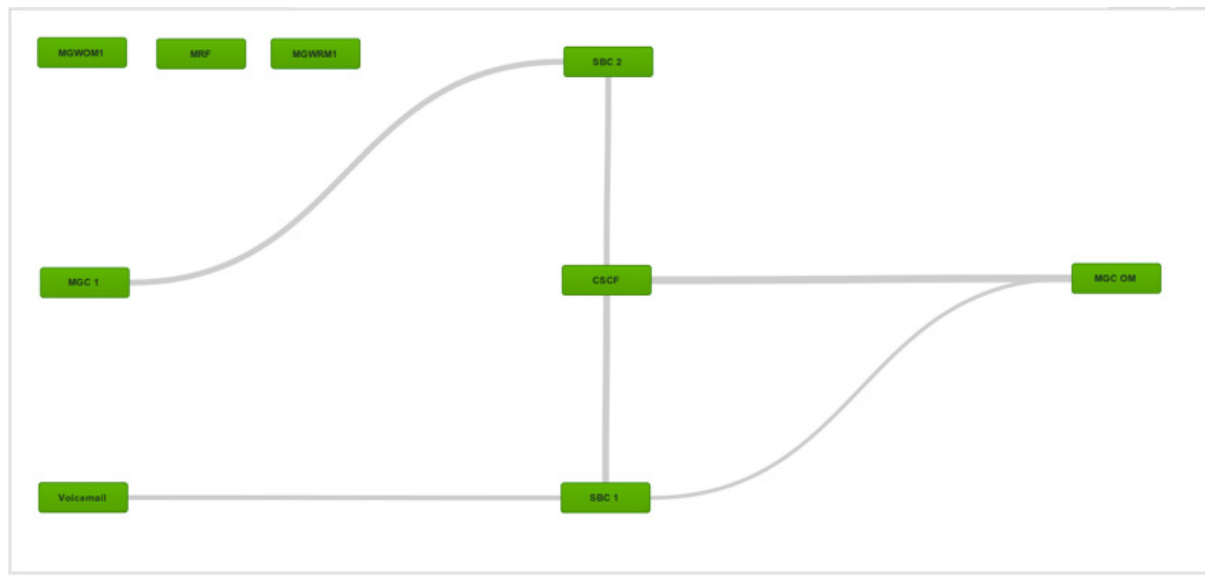 MGWOM1
MRF
MGWRM1
SBC 2
MGC 1
CSCF
MGC OM
Voicemail
SBC 1